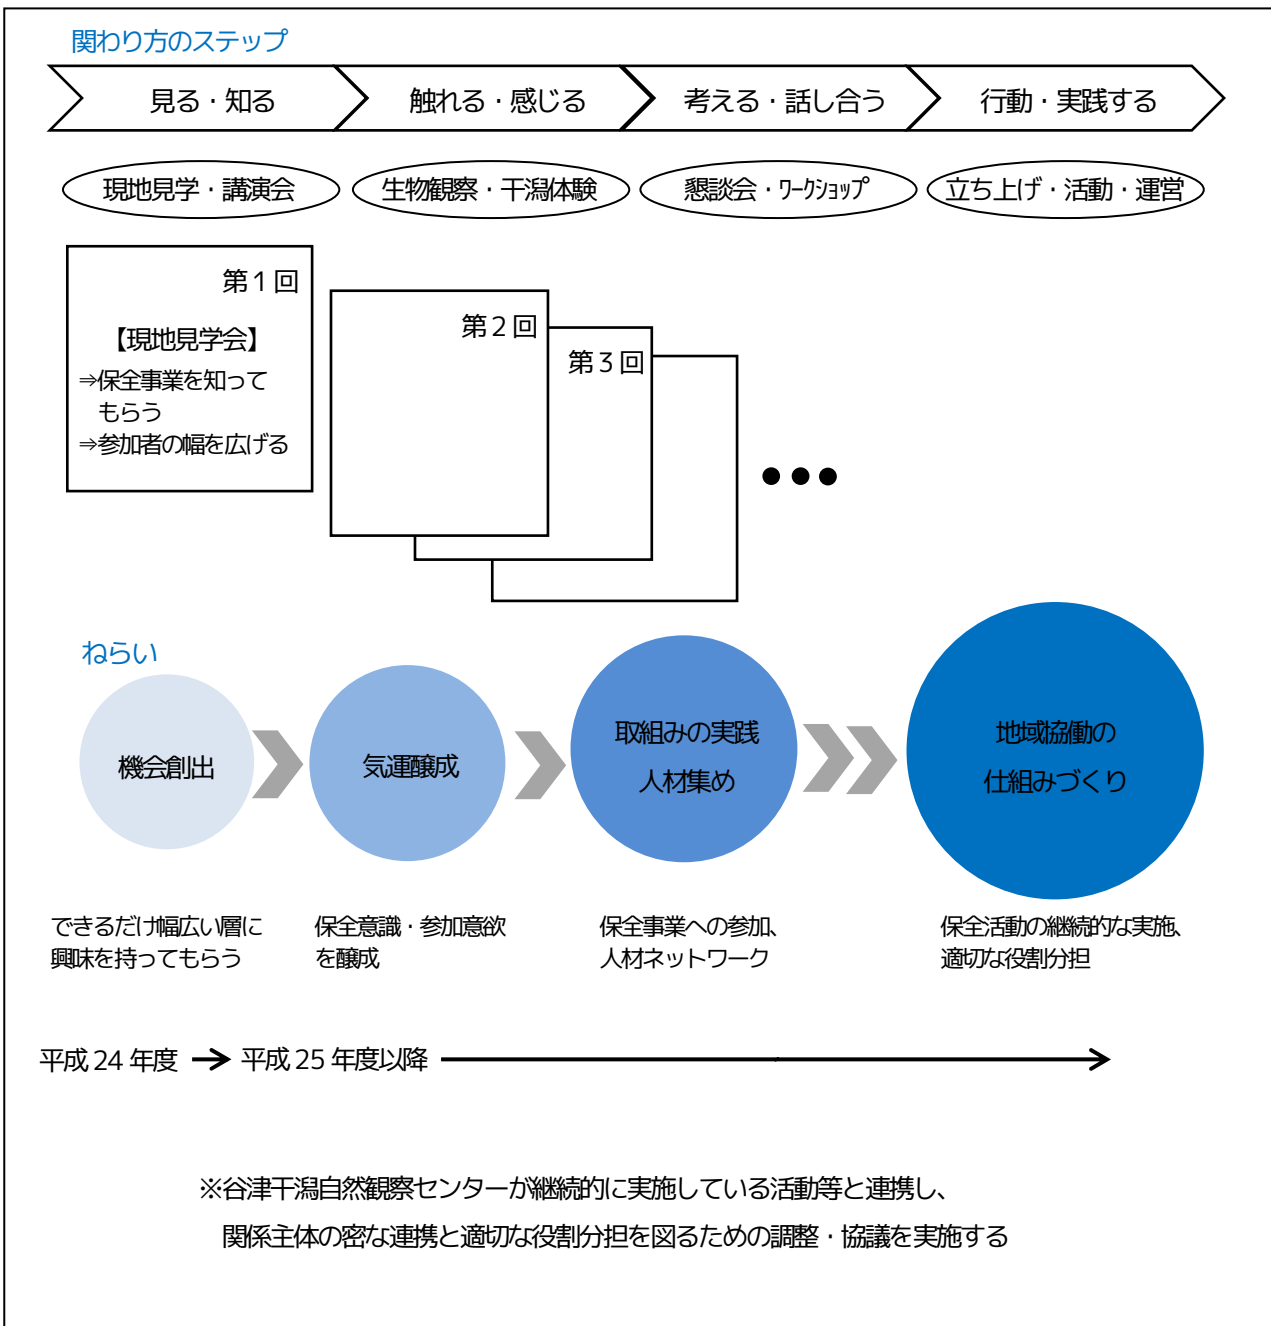 関わり方のステップ
見る・知る
触れる・感じる
考える・話し合う
行動・実践する
現地見学・講演会
生物観察・干潟体験
懇談会・ﾜｰｸｼｮｯﾌﾟ
立ち上げ・活動・運営
第１回
【現地見学会】
⇒保全事業を知って
もらう
⇒参加者の幅を広げる
第２回
第３回
●●●
ねらい
機会創出
気運醸成
取組みの実践
人材集め
地域協働の
仕組みづくり
できるだけ幅広い層に
興味を持ってもらう
保全意識・参加意欲
を醸成
保全事業への参加、
人材ネットワーク
保全活動の継続的な実施、
適切な役割分担
平成 24 年度 → 平成 25 年度以降
※谷津干潟自然観察センターが継続的に実施している活動等と連携し、
関係主体の密な連携と適切な役割分担を図るための調整・協議を実施する